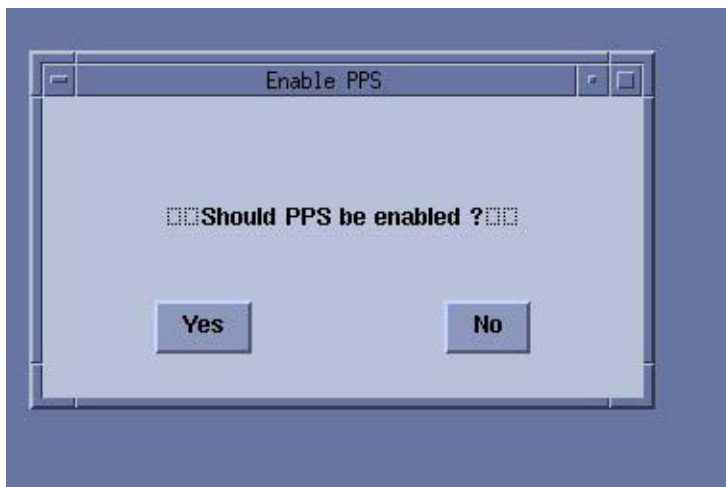 Enable PPS
Should PPS be enabled ?
Yes
No